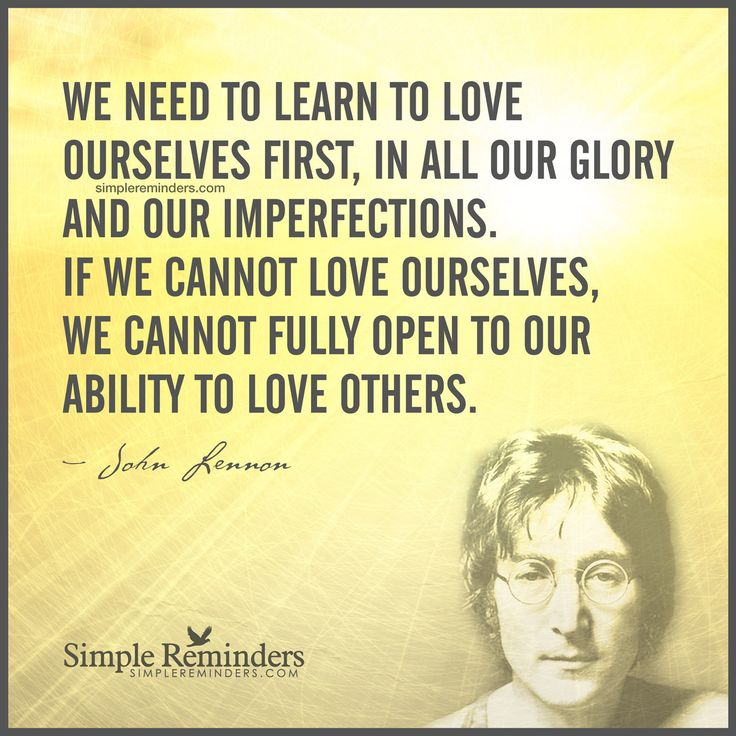 WE NEED TO LEARN TO LOVE
OURSELVES FIRST, IN ALL OUR GLORY
simplereminders.com
AND OUR IMPERFECTIONS.
IF WE CANNOT LOVE OURSELVES,
WE CANNOT FULLY OPEN TO OUR
ABILITY TO LOVE OTHERS.
– John Lennon
Simple Reminders
SIMPLEREMINDERS.COM